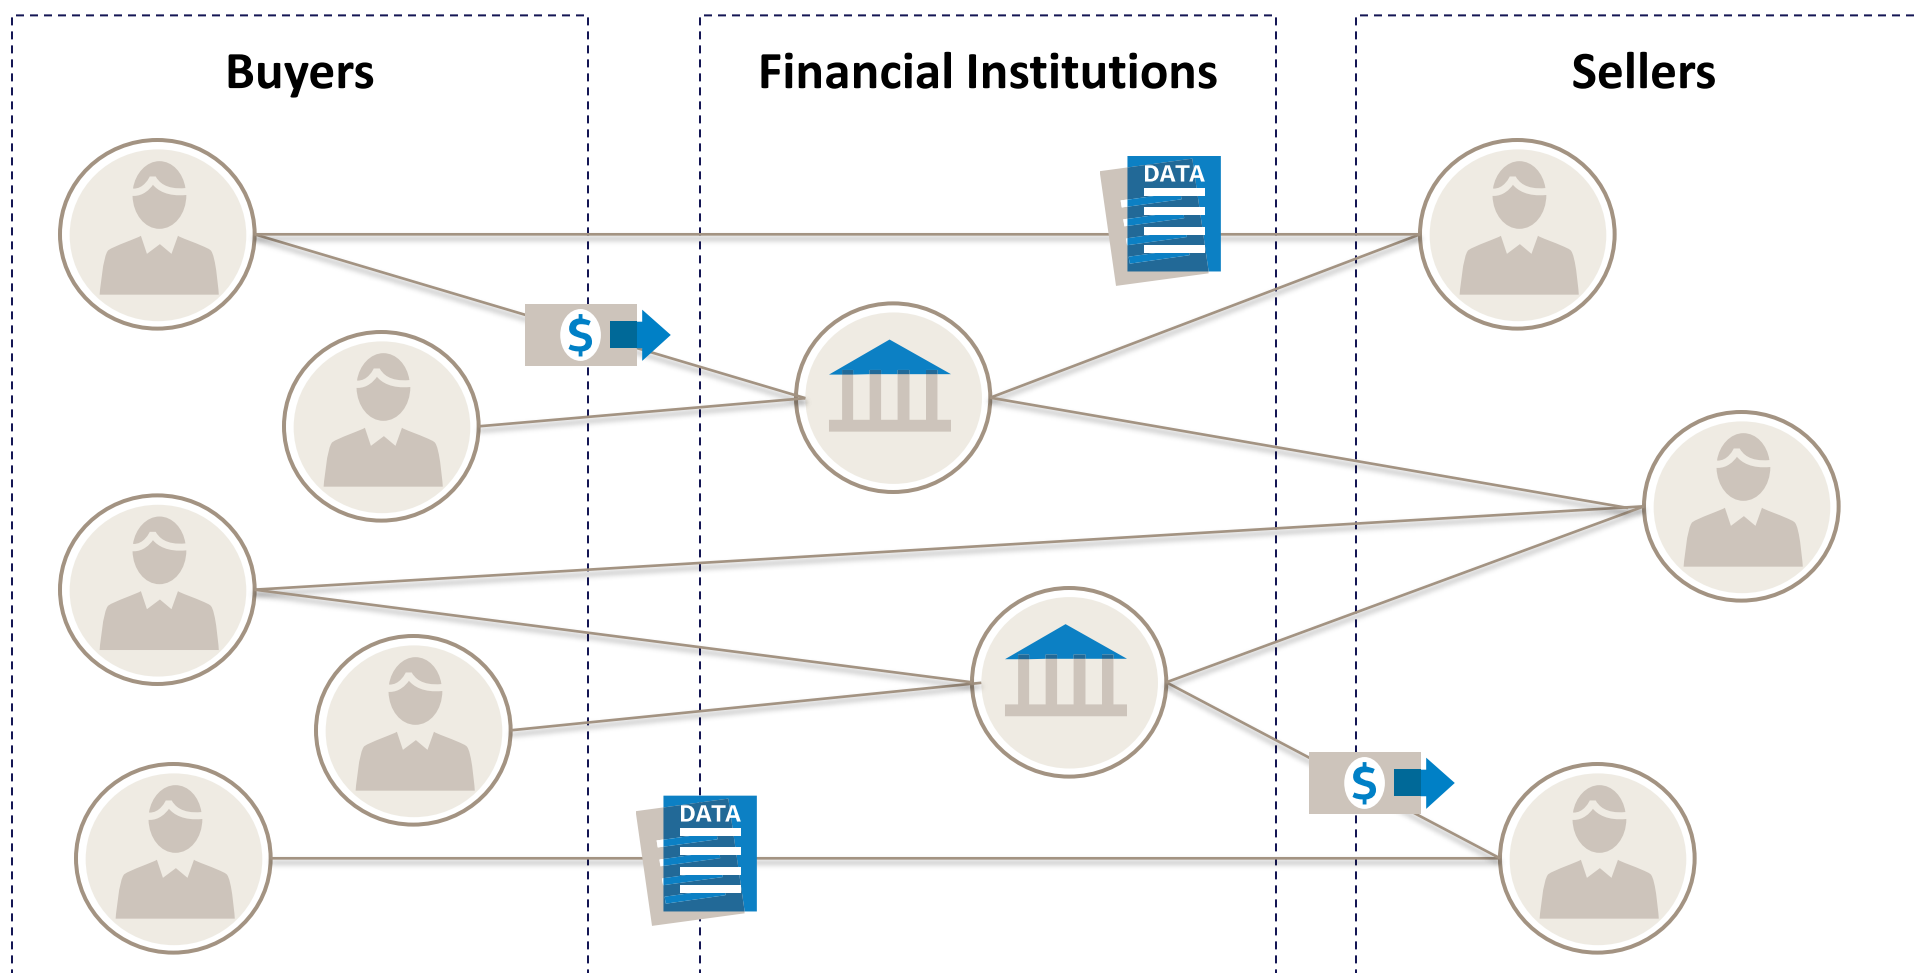 Buyers
Financial Institutions
Sellers
DATA
$
$
DATA